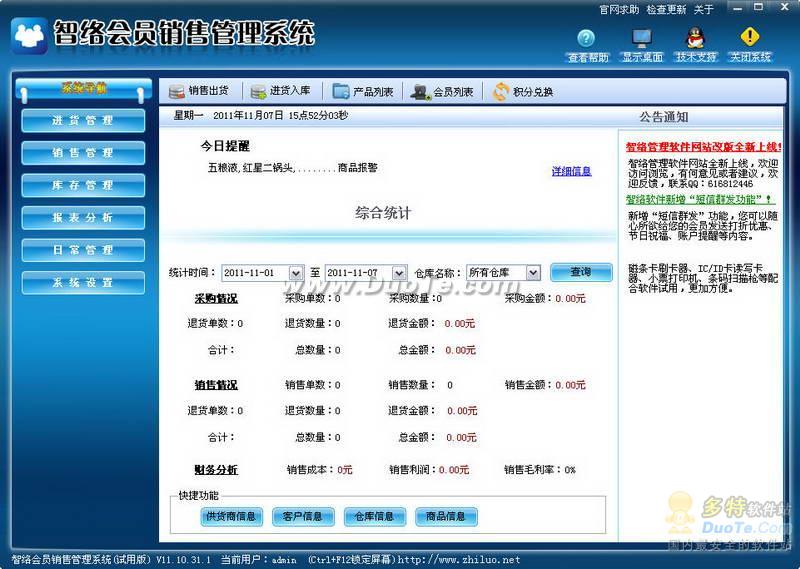 官网求助 检查更新 关于
智络会员销售管理系统
查看帮助 显示桌面 技术支持 关闭系统
系统导航
进货管理
销售管理
库存管理
报表分析
日常管理
系统设置
销售出货 进货入库 产品列表 会员列表 积分兑换
星期一 2011年11月07日 15点52分03秒
公告通知
今日提醒
五粮液,红星二锅头,........商品报警
详细信息
综合统计
统计时间: 2011-11-01 至 2011-11-07 仓库名称: 所有仓库 查询
www.DuoTe.com
采购情况 采购单数:0 采购数量:0 采购金额:0.00元
退货单数:0 退货数量:0 退货金额: 0.00元
合计: 总数量:0 总金额: 0.00元
销售情况 销售单数:0 销售数量: 0 销售金额:0.00元
退货单数:0 退货数量:0 退货金额: 0.00元
合计: 总数量:0 总金额: 0.00元
财务分析 销售成本:0元 销售利润:0.00元 销售毛利率:0%
快捷功能
供货商信息 客户信息 仓库信息 商品信息
智络管理软件网站改版全新上线!
智络管理软件网站全新上线，欢迎
访问浏览，有何意见或者建议，欢
迎反馈，联系QQ：616812446
智络软件新增“短信群发功能”！
新增“短信群发”功能，您可以随
心所欲给您的会员发送打折优惠、
节日祝福、账户提醒等内容。
磁条卡刷卡器、IC/ID卡读写卡
器、小票打印机、条码扫描枪等配
合软件试用，更加方便。
多特软件站
DuoTe.Com
国内最安全的软件站
智络会员销售管理系统(试用版) V11.10.31.1 当前用户:admin (Ctrl+F12锁定屏幕)http://www.zhiluo.net